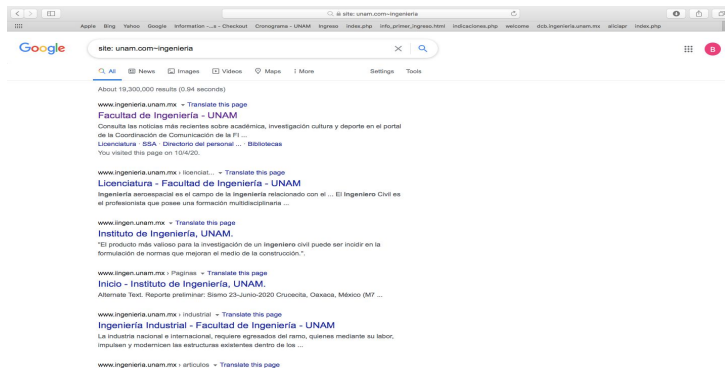 site: unam.com~ingenieria
Apple Bing Yahoo Google Information -...s - Checkout Cronograma - UNAM Ingreso index.php info_primer_ingreso.html indicaciones.php welcome dcb.ingenieria.unam.mx aliciapr index.php
Google site: unam.com~ingenieria B
All News Images Videos Maps More Settings Tools
About 19,300,000 results (0.94 seconds)
www.ingenieria.unam.mx Translate this page
Facultad de Ingeniería - UNAM
Consulta las noticias más recientes sobre académica, investigación cultura y deporte en el portal
de la Coordinación de Comunicación de la FI ...
Licenciatura · SSA · Directorio del personal ... · Bibliotecas
You visited this page on 10/4/20.
www.ingenieria.unam.mx › licenciat... Translate this page
Licenciatura - Facultad de Ingeniería - UNAM
Ingeniería aeroespacial es el campo de la ingeniería relacionado con el ... El Ingeniero Civil es
el profesionista que posee una formación multidisciplinaria ...
www.iingen.unam.mx Translate this page
Instituto de Ingeniería, UNAM.
"El producto más valioso para la investigación de un ingeniero civil puede ser incidir en la
formulación de normas que mejoran el medio de la construcción.".
www.iingen.unam.mx › Paginas Translate this page
Inicio - Instituto de Ingeniería, UNAM.
Alternate Text. Reporte preliminar: Sismo 23-Junio-2020 Crucecita, Oaxaca, México (M7 ...
www.ingenieria.unam.mx › industrial Translate this page
Ingeniería Industrial - Facultad de Ingeniería - UNAM
La industria nacional e internacional, requiere egresados del ramo, quienes mediante su labor,
impulsen y modernicen las estructuras existentes dentro de los ...
www.ingenieria.unam.mx › articulos Translate this page